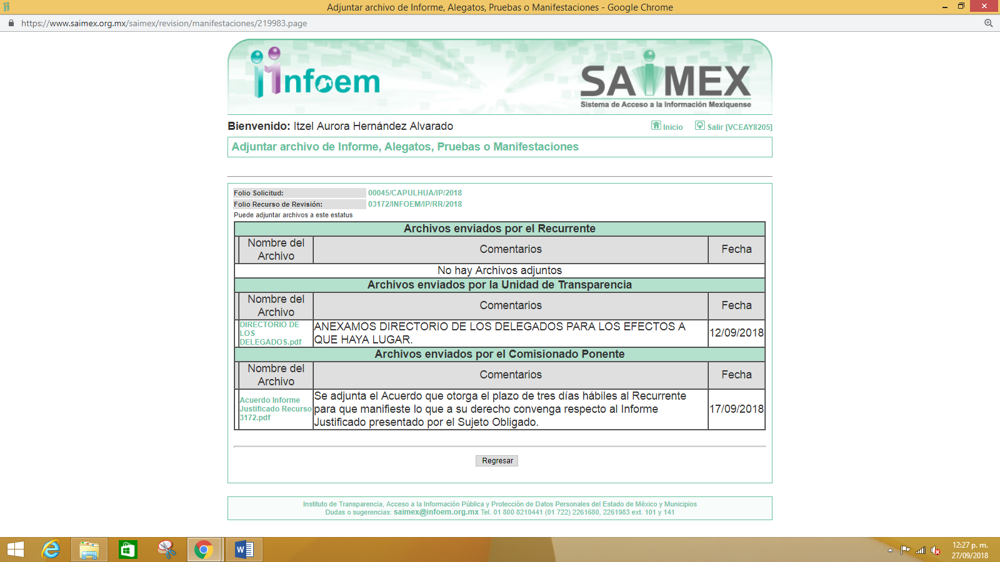 Adjuntar archivo de Informe, Alegatos, Pruebas o Manifestaciones - Google Chrome
https://www.saimex.org.mx/saimex/revision/manifestaciones/219983.page
infoem
SAIMEX
Sistema de Acceso a la Información Mexiquense
Bienvenido: Itzel Aurora Hernández Alvarado
Inicio
Salir [VCEAY8205]
Adjuntar archivo de Informe, Alegatos, Pruebas o Manifestaciones
Folio Solicitud: 00045/CAPULHUA/IP/2018
Folio Recurso de Revisión: 03172/INFOEM/IP/RR/2018
Puede adjuntar archivos a este estatus
Archivos enviados por el Recurrente
Nombre del
Archivo
Comentarios
Fecha
No hay Archivos adjuntos
Archivos enviados por la Unidad de Transparencia
Nombre del
Archivo
Comentarios
Fecha
DIRECTORIO DE
LOS
DELEGADOS.pdf
ANEXAMOS DIRECTORIO DE LOS DELEGADOS PARA LOS EFECTOS A
QUE HAYA LUGAR.
12/09/2018
Archivos enviados por el Comisionado Ponente
Nombre del
Archivo
Comentarios
Fecha
Acuerdo Informe
Justificado Recurso
3172.pdf
Se adjunta el Acuerdo que otorga el plazo de tres días hábiles al Recurrente
para que manifieste lo que a su derecho convenga respecto al Informe
Justificado presentado por el Sujeto Obligado.
17/09/2018
Regresar
Instituto de Transparencia, Acceso a la Información Pública y Protección de Datos Personales del Estado de México y Municipios
Dudas o sugerencias: saimex@infoem.org.mx Tel. 01 800 8210441 (01 722) 2261680, 2261983 ext. 101 y 141
12:27 p. m.
27/09/2018